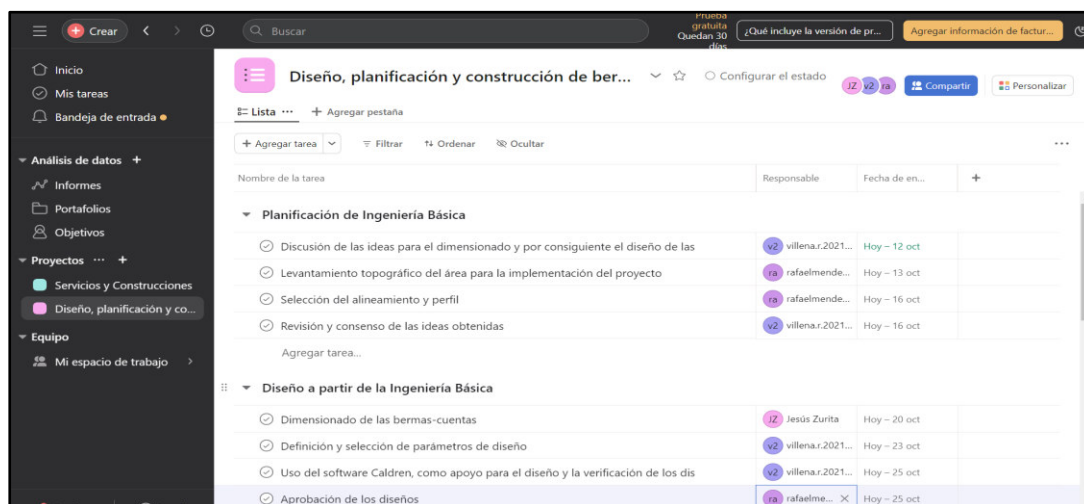 Crear
Buscar
Prueba
gratuita
Quedan 30
días
¿Qué incluye la versión de pr...
Agregar información de factur...
Inicio
Mis tareas
Bandeja de entrada
Análisis de datos +
Informes
Portafolios
Objetivos
Proyectos ... +
Servicios y Construcciones
Diseño, planificación y co...
Equipo
Mi espacio de trabajo
Diseño, planificación y construcción de ber...
Configurar el estado
JZ v2 ra
Compartir
Personalizar
Lista ...
+ Agregar pestaña
+ Agregar tarea
Filtrar
Ordenar
Ocultar
...
Nombre de la tarea Responsable Fecha de en... +
Planificación de Ingeniería Básica
Discusión de las ideas para el dimensionado y por consiguiente el diseño de las v2 villena.r.2021... Hoy – 12 oct
Levantamiento topográfico del área para la implementación del proyecto ra rafaelmende... Hoy – 13 oct
Selección del alineamiento y perfil ra rafaelmende... Hoy – 16 oct
Revisión y consenso de las ideas obtenidas v2 villena.r.2021... Hoy – 16 oct
Agregar tarea...
Diseño a partir de la Ingeniería Básica
Dimensionado de las bermas-cuentas JZ Jesús Zurita Hoy – 20 oct
Definición y selección de parámetros de diseño v2 villena.r.2021... Hoy – 23 oct
Uso del software Caldren, como apoyo para el diseño y la verificación de los dis v2 villena.r.2021... Hoy – 25 oct
Aprobación de los diseños ra rafaelme... × Hoy – 25 oct